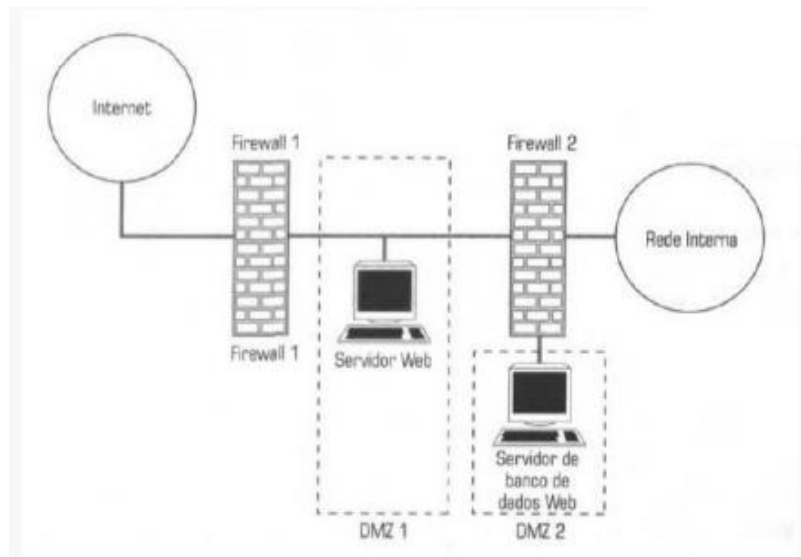 Internet
Firewall 1
Firewall 2
Rede Interna
Firewall 1
Servidor Web
Servidor de
banco de
dados Web
DMZ 1
DMZ 2